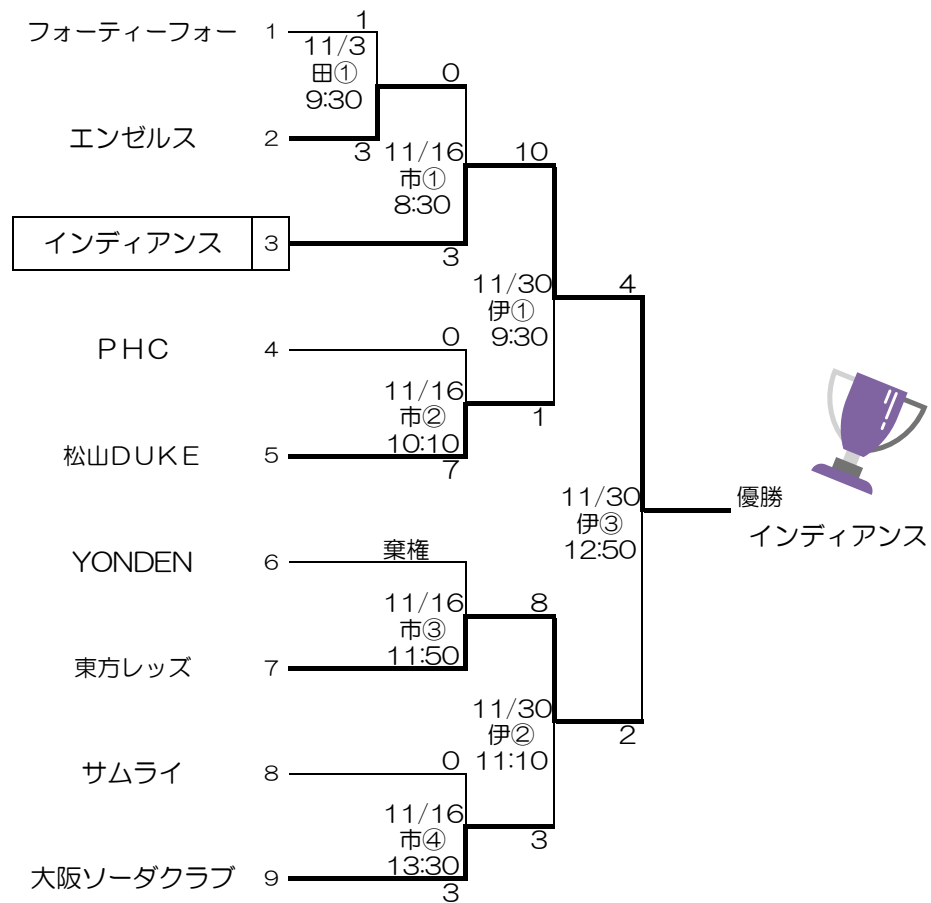 フォーティーフォー 1 1
11/3
田①
9:30
0
エンゼルス 2 3
11/16
市①
8:30
10
インディアンス 3 3
11/30
伊①
9:30
4
PHC 4 0
11/16
市②
10:10
1
松山DUKE 5 7
11/30
伊③
12:50
優勝
インディアンス
YONDEN 6 棄権
11/16
市③
11:50
8
東方レッズ 7
11/30
伊②
11:10
2
サムライ 8 0
11/16
市④
13:30
3
大阪ソーダクラブ 9 3